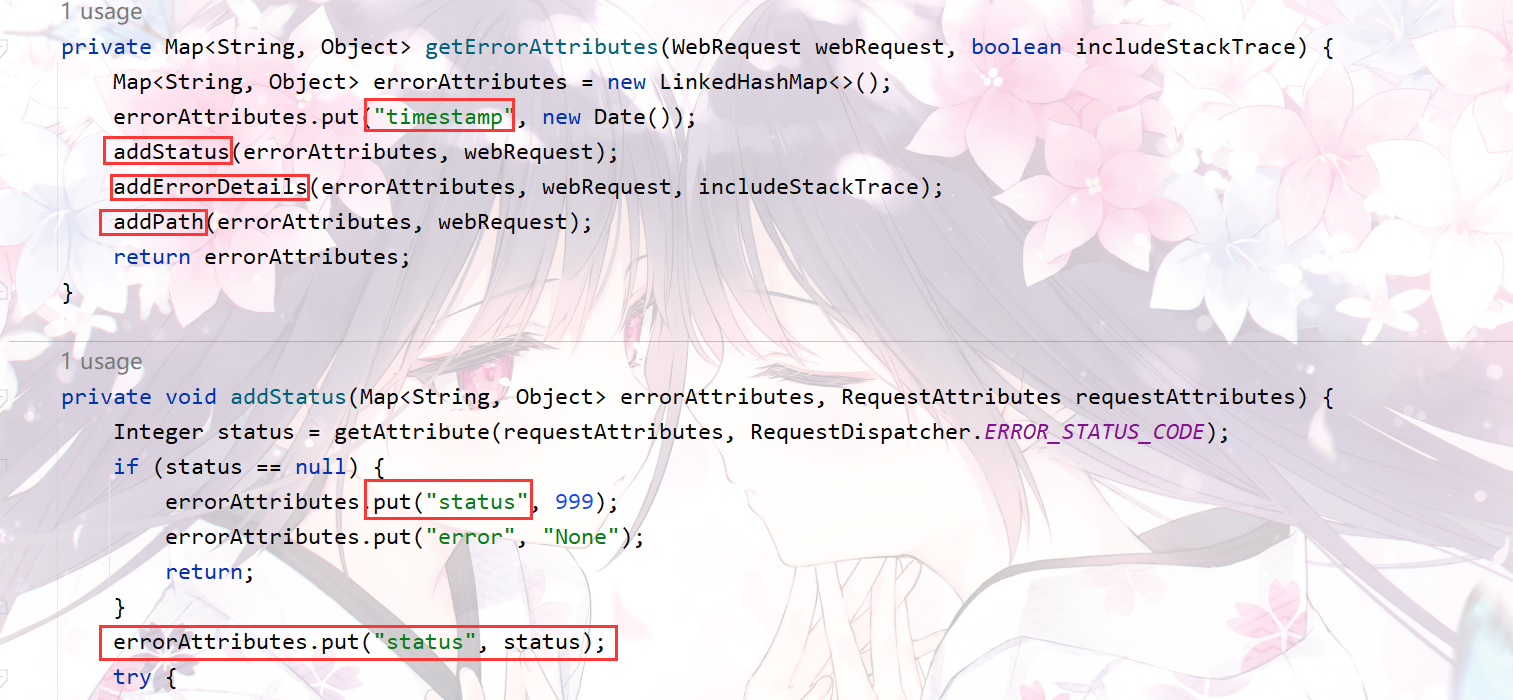 1 usage
private Map<String, Object> getErrorAttributes(WebRequest webRequest, boolean includeStackTrace) {
Map<String, Object> errorAttributes = new LinkedHashMap<>();
errorAttributes.put("timestamp", new Date());
addStatus(errorAttributes, webRequest);
addErrorDetails(errorAttributes, webRequest, includeStackTrace);
addPath(errorAttributes, webRequest);
return errorAttributes;
}
1 usage
private void addStatus(Map<String, Object> errorAttributes, RequestAttributes requestAttributes) {
Integer status = getAttribute(requestAttributes, RequestDispatcher.ERROR_STATUS_CODE);
if (status == null) {
errorAttributes.put("status", 999);
errorAttributes.put("error", "None");
return;
}
errorAttributes.put("status", status);
try {